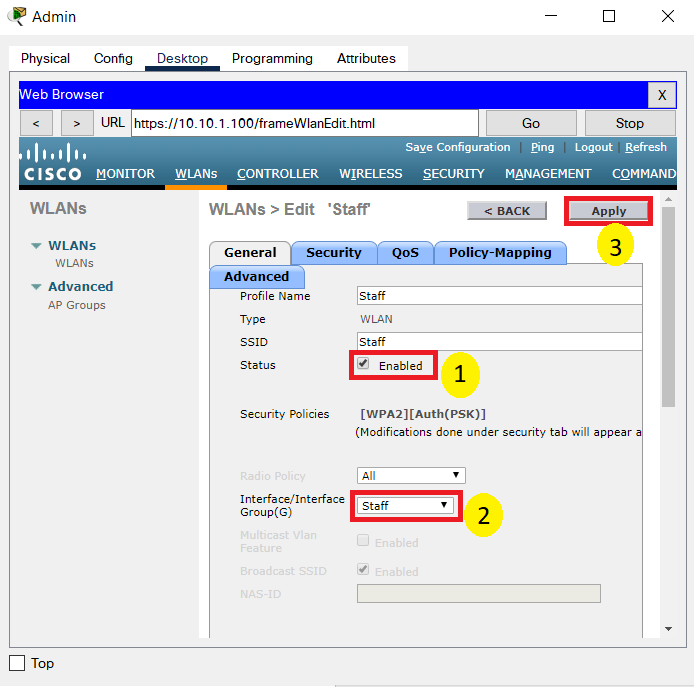 Admin
Physical Config Desktop Programming Attributes
Web Browser X
< > URL https://10.10.1.100/frameWlanEdit.html Go Stop
Save Configuration | Ping | Logout | Refresh
CISCO MONITOR WLANs CONTROLLER WIRELESS SECURITY MANAGEMENT COMMAND
WLANs
WLANs > Edit 'Staff' < BACK Apply
3
WLANs
WLANs
Advanced
AP Groups
General Security QoS Policy-Mapping
Advanced
Profile Name Staff
Type WLAN
SSID Staff
Status Enabled 1
Security Policies [WPA2][Auth(PSK)]
(Modifications done under security tab will appear a
Radio Policy All
Interface/Interface
Group(G) Staff 2
Multicast Vlan
Feature Enabled
Broadcast SSID Enabled
NAS-ID
Top